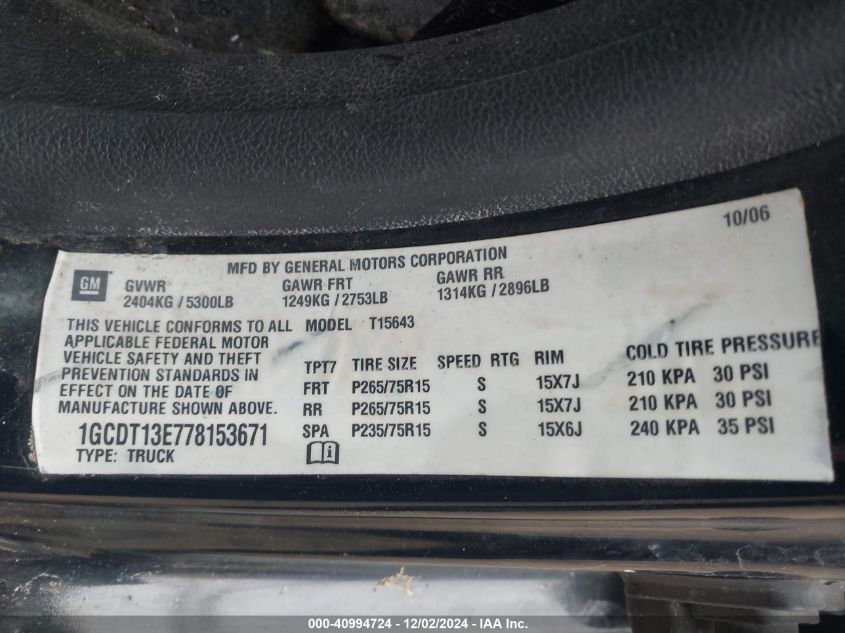 10/06
MFD BY GENERAL MOTORS CORPORATION
GM
GVWR GAWR FRT GAWR RR
2404KG / 5300LB 1249KG / 2753LB 1314KG / 2896LB
THIS VEHICLE CONFORMS TO ALL MODEL T15643
APPLICABLE FEDERAL MOTOR
VEHICLE SAFETY AND THEFT
PREVENTION STANDARDS IN
EFFECT ON THE DATE OF
MANUFACTURE SHOWN ABOVE.
1GCDT13E778153671
TYPE: TRUCK
TPT7 TIRE SIZE SPEED RTG RIM COLD TIRE PRESSURE
FRT P265/75R15 S 15X7J 210 KPA 30 PSI
RR P265/75R15 S 15X7J 210 KPA 30 PSI
SPA P235/75R15 S 15X6J 240 KPA 35 PSI
000-40994724 - 12/02/2024 - IAA Inc.